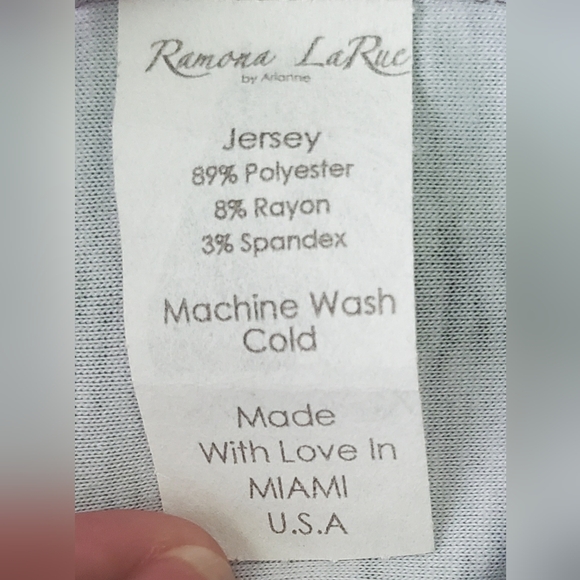 Ramona LaRue
by Arianne
Jersey
89% Polyester
8% Rayon
3% Spandex
Machine Wash
Cold
Made
With Love In
MIAMI
U.S.A